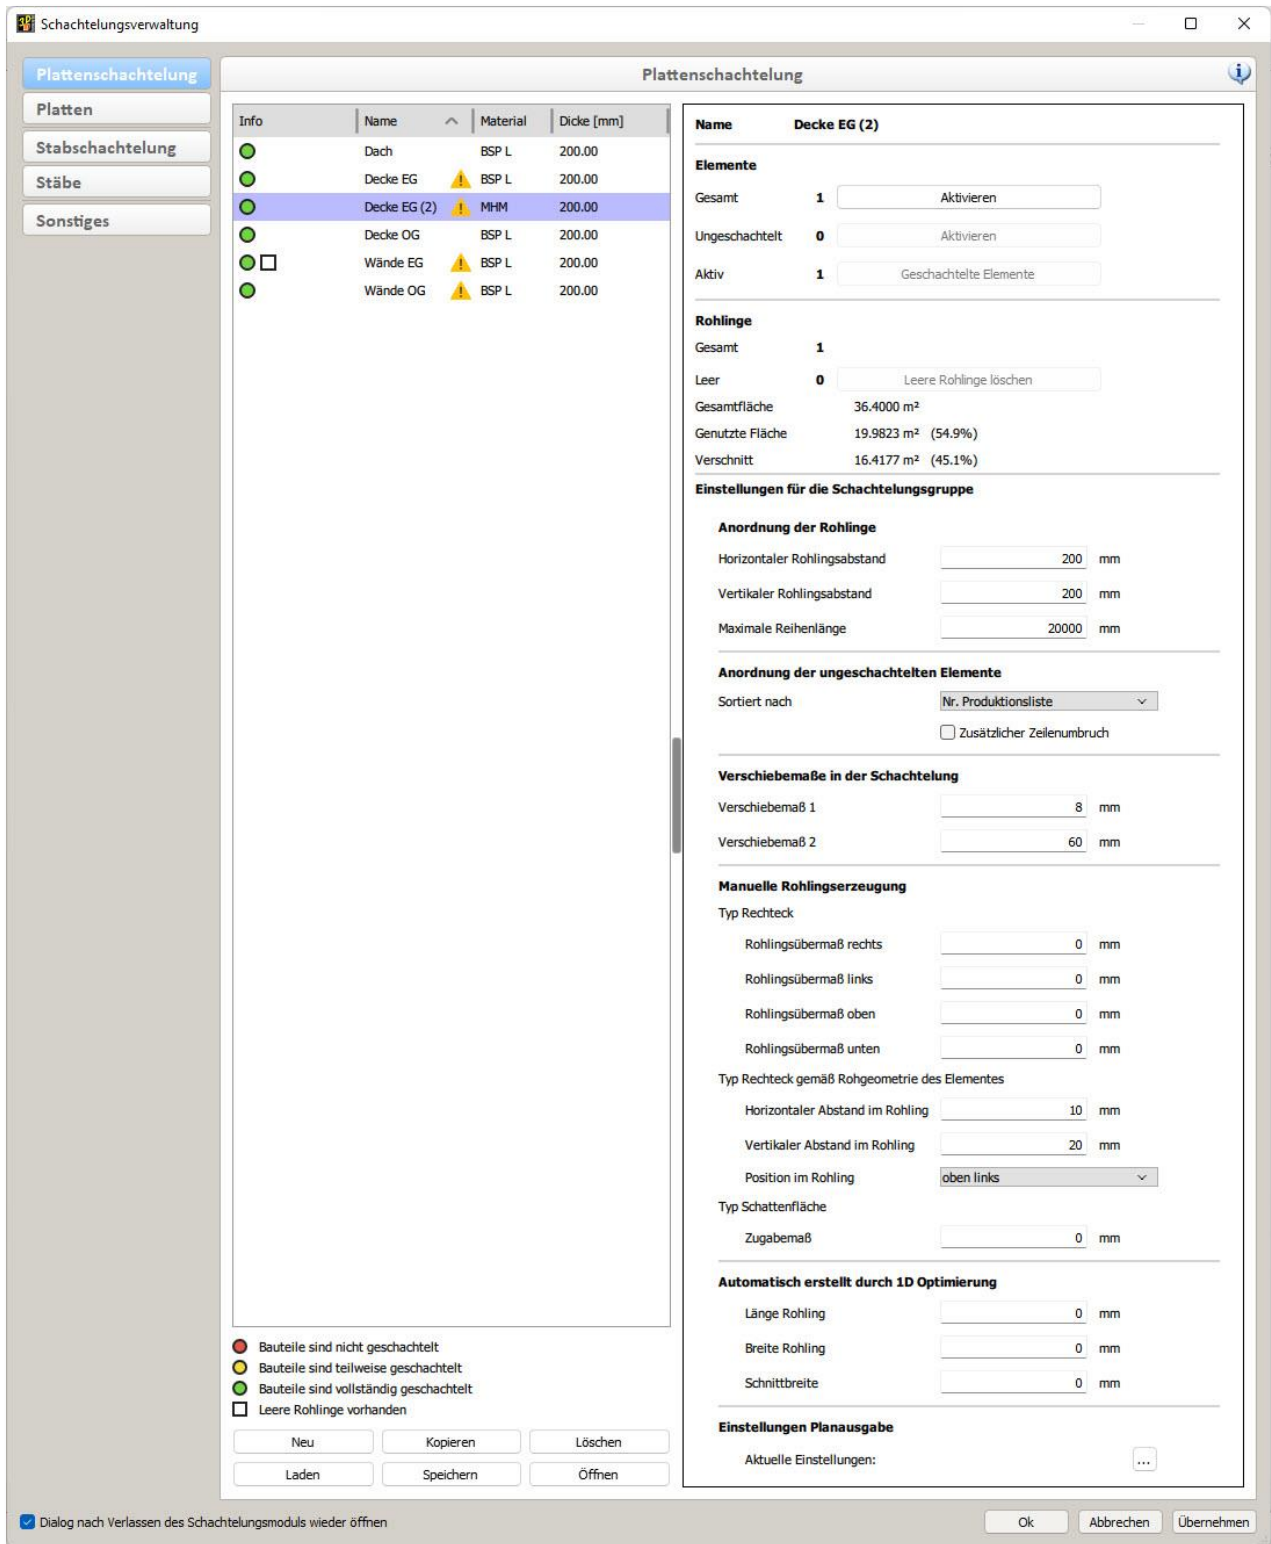 Schachtelungsverwaltung
Plattenschachtelung
Platten
Stabschachtelung
Stäbe
Sonstiges
Plattenschachtelung
Info Name Material Dicke [mm]
Dach BSP L 200.00
Decke EG BSP L 200.00
Decke EG (2) MHM 200.00
Decke OG BSP L 200.00
Wände EG BSP L 200.00
Wände OG BSP L 200.00
Bauteile sind nicht geschachtelt
Bauteile sind teilweise geschachtelt
Bauteile sind vollständig geschachtelt
Leere Rohlinge vorhanden
Neu Kopieren Löschen
Laden Speichern Öffnen
Name Decke EG (2)
Elemente
Gesamt 1 Aktivieren
Ungeschachtelt 0 Aktivieren
Aktiv 1 Geschachtelte Elemente
Rohlinge
Gesamt 1
Leer 0 Leere Rohlinge löschen
Gesamtfläche 36.4000 m²
Genutzte Fläche 19.9823 m² (54.9%)
Verschnitt 16.4177 m² (45.1%)
Einstellungen für die Schachtelungsgruppe
Anordnung der Rohlinge
Horizontaler Rohlingsabstand 200 mm
Vertikaler Rohlingsabstand 200 mm
Maximale Reihenlänge 20000 mm
Anordnung der ungeschachtelten Elemente
Sortiert nach Nr. Produktionsliste
Zusätzlicher Zeilenumbruch
Verschiebemaße in der Schachtelung
Verschiebemaß 1 8 mm
Verschiebemaß 2 60 mm
Manuelle Rohlingserzeugung
Typ Rechteck
Rohlingsübermaß rechts 0 mm
Rohlingsübermaß links 0 mm
Rohlingsübermaß oben 0 mm
Rohlingsübermaß unten 0 mm
Typ Rechteck gemäß Rohgeometrie des Elementes
Horizontaler Abstand im Rohling 10 mm
Vertikaler Abstand im Rohling 20 mm
Position im Rohling oben links
Typ Schattenfläche
Zugabemaß 0 mm
Automatisch erstellt durch 1D Optimierung
Länge Rohling 0 mm
Breite Rohling 0 mm
Schnittbreite 0 mm
Einstellungen Planausgabe
Aktuelle Einstellungen: ...
Dialog nach Verlassen des Schachtelungsmoduls wieder öffnen
Ok Abbrechen Übernehmen